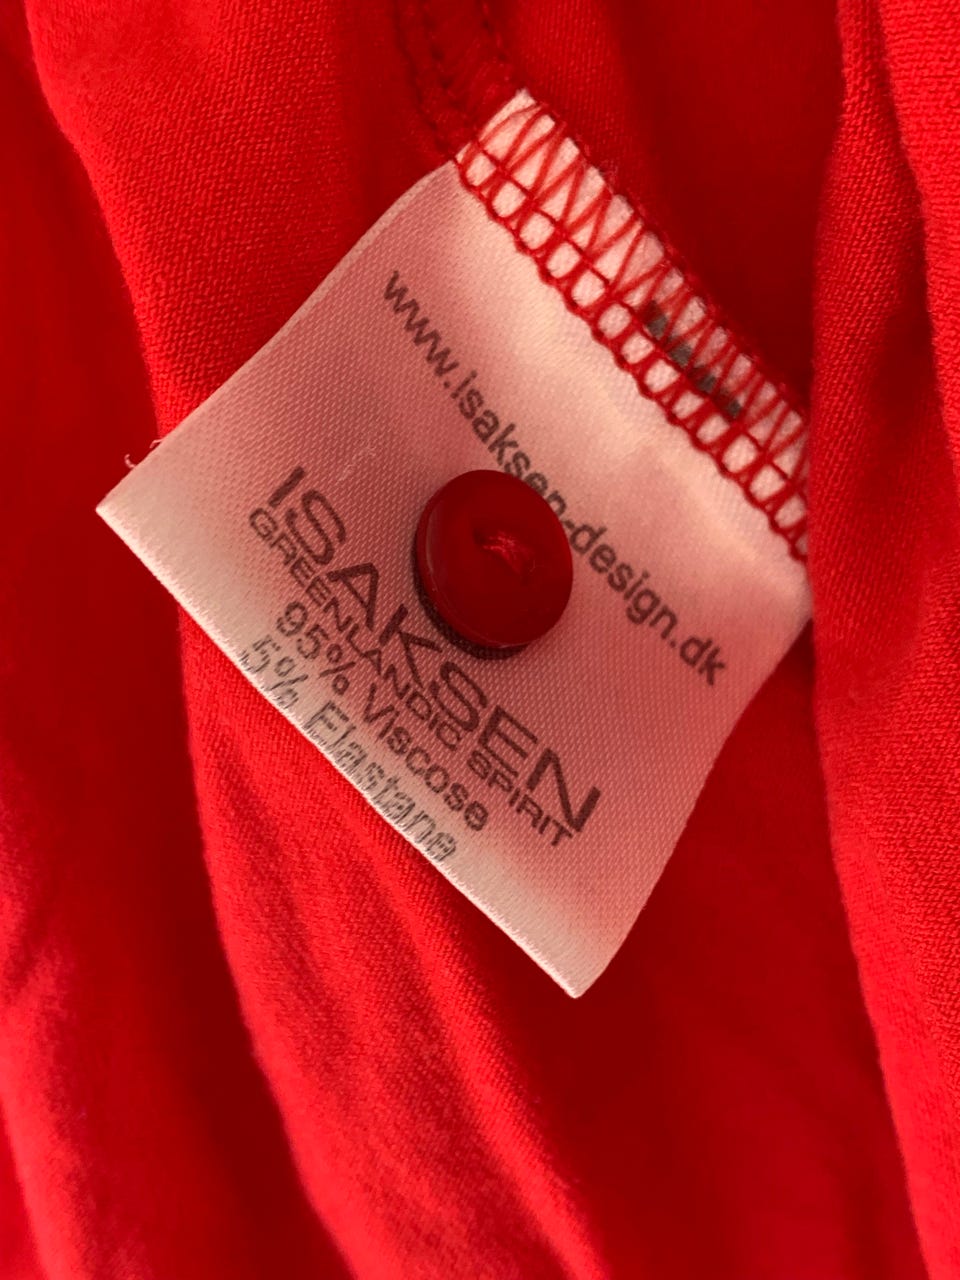 www.isaksen-design.dk
ISAKSEN
GREENLANDIC SPIRIT
95% Viscose
5% Elastane